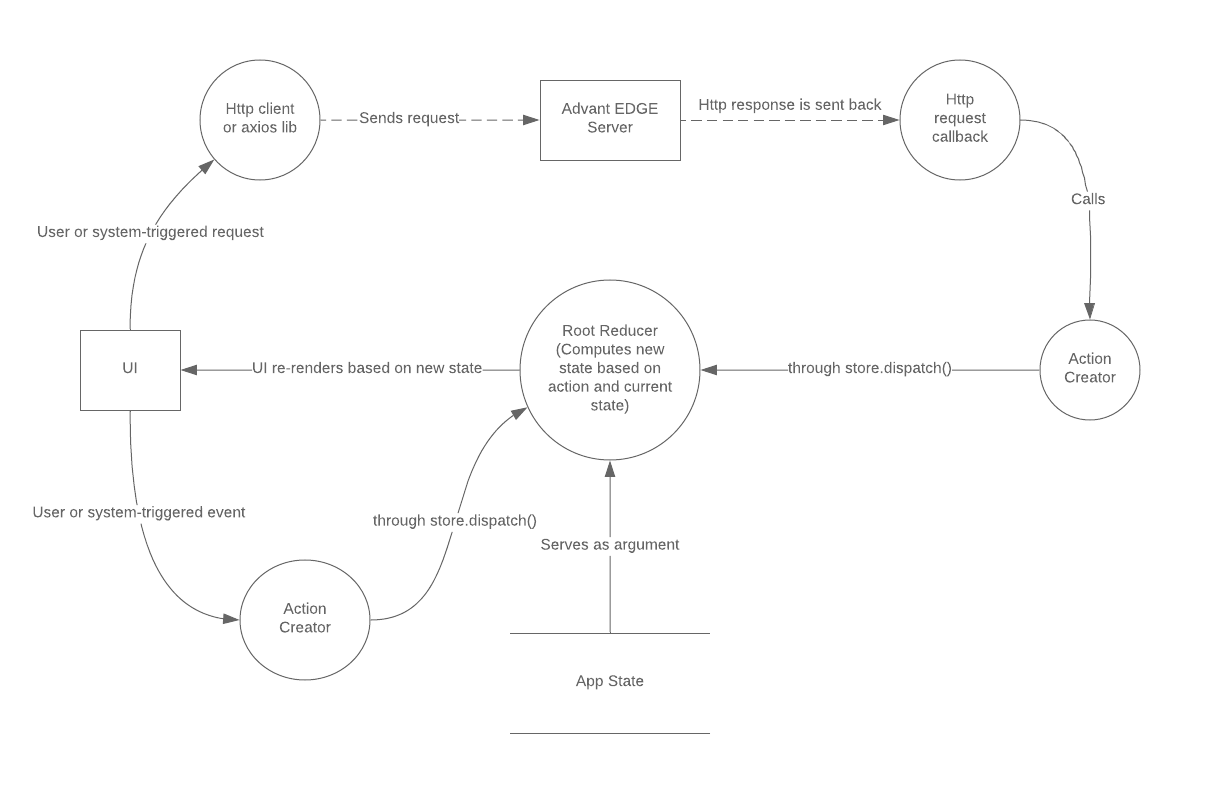 Http client
or axios lib
Sends request
Advant EDGE
Server
Http response is sent back
Http
request
callback
Calls
User or system-triggered request
UI
UI re-renders based on new state
Root Reducer
(Computes new
state based on
action and current
state)
through store.dispatch()
Action
Creator
User or system-triggered event
through store.dispatch()
Serves as argument
Action
Creator
App State